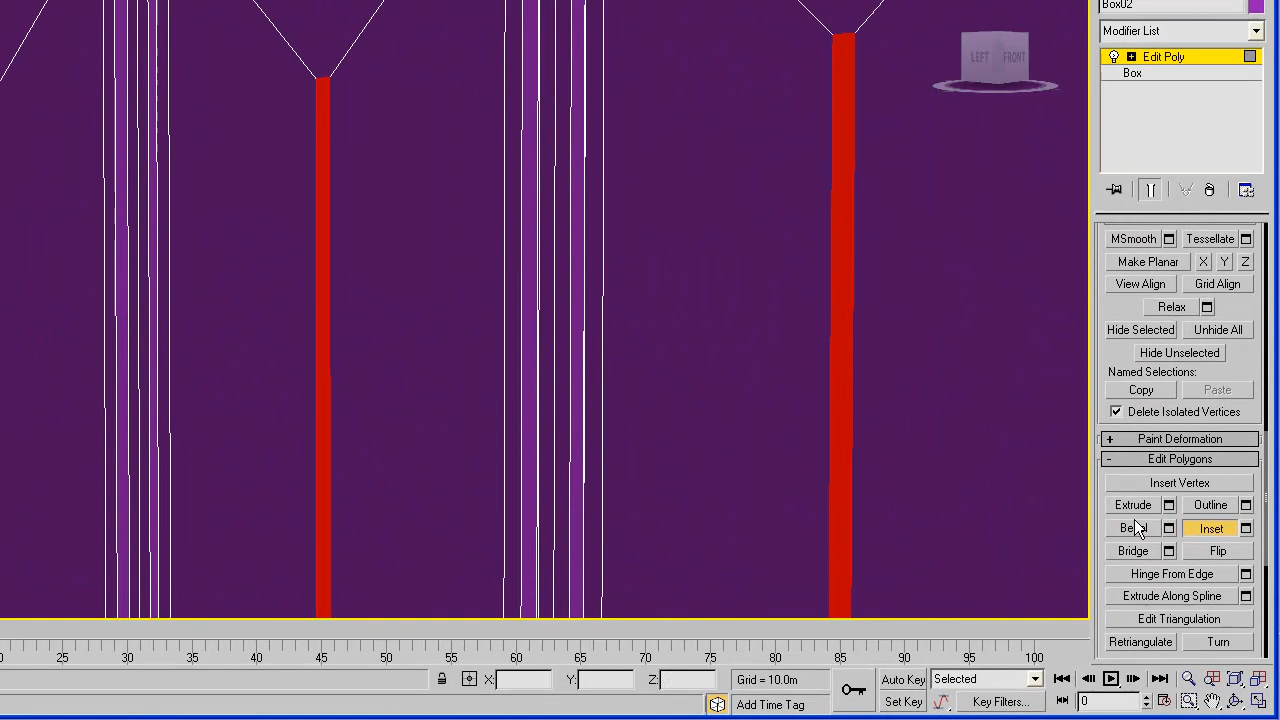 Box02
Modifier List
LEFT FRONT
Edit Poly
Box
MSmooth Tessellate
Make Planar X Y Z
View Align Grid Align
Relax
Hide Selected Unhide All
Hide Unselected
Named Selections:
Copy Paste
Delete Isolated Vertices
+ Paint Deformation
- Edit Polygons
Insert Vertex
Extrude Outline
Inset
Bridge Flip
Hinge From Edge
Extrude Along Spline
Edit Triangulation
Retriangulate Turn
25 30 35 40 45 50 55 60 65 70 75 80 85 90 95 100
X: Y: Z: Grid = 10.0m Auto Key Selected
Add Time Tag Set Key Key Filters... 0